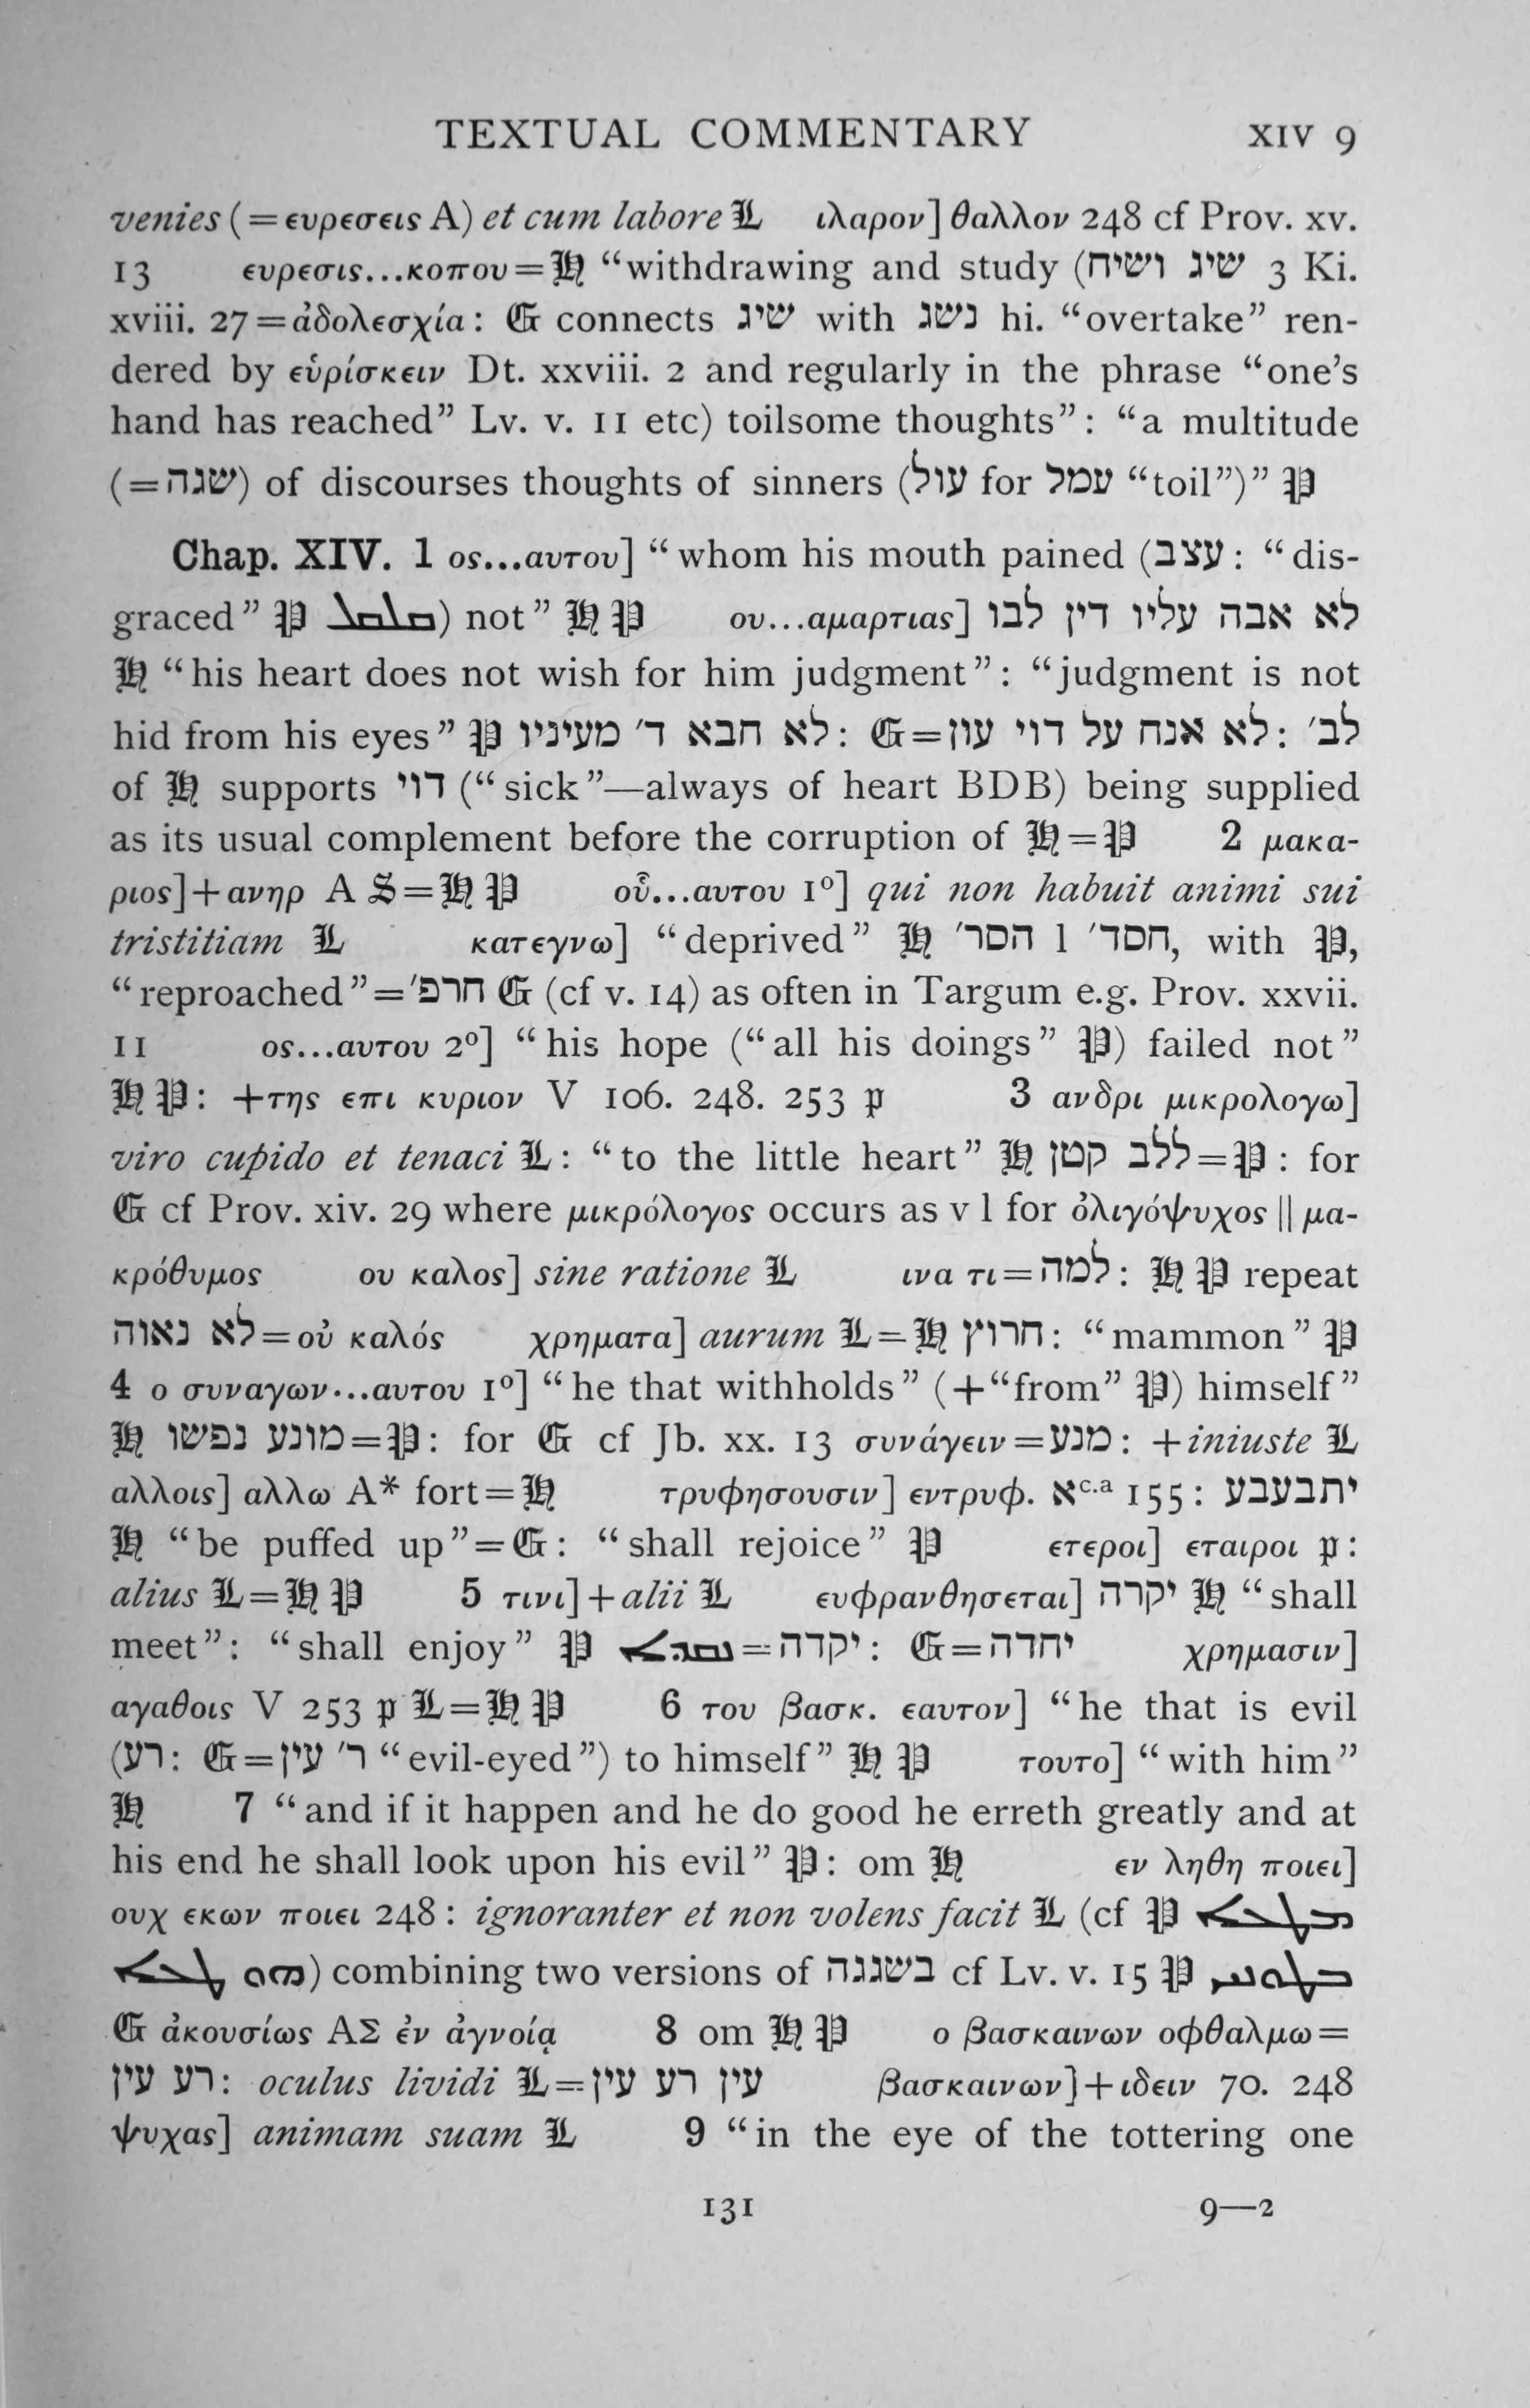 TEXTUAL COMMENTARY XIV 9
venies (=ευρεσεις A) et cum labore 𝕷 ιλαρον] θαλλον 248 cf Prov. xv.
13 ευρεσις...κοπου=𝕳 “withdrawing and study (שיג ושיח 3 Ki.
xviii. 27=ἀδολεσχία: 𝕲 connects שיג with נשג hi. “overtake” ren-
dered by εὑρίσκειν Dt. xxviii. 2 and regularly in the phrase “one’s
hand has reached” Lv. v. 11 etc) toilsome thoughts”: “a multitude
(=שגה) of discourses thoughts of sinners (עול for עמל “toil”)” 𝕻
Chap. XIV. 1 ος...αυτου] “whom his mouth pained (עצב: “dis-
graced” 𝕻) not” 𝕳 𝕻 ου...αμαρτιας] לא אבה עליו דין לבו
𝕳 “his heart does not wish for him judgment”: “judgment is not
hid from his eyes” 𝕻 לא חבא ד׳ מעיניו: 𝕲=לא אנח על דוי עון: לב׳
of 𝕳 supports דוי (“sick”—always of heart BDB) being supplied
as its usual complement before the corruption of 𝕳=𝕻 2 μακα-
ριος]+ανηρ A 𝕾=𝕳 𝕻 οὗ...αυτου 1º] qui non habuit animi sui
tristitiam 𝕷 κατεγνω] “deprived” 𝕳 הסר׳ l חסד׳, with 𝕻,
“reproached”=חרפ׳ 𝕲 (cf v. 14) as often in Targum e.g. Prov. xxvii.
11 ος...αυτου 2º] “his hope (“all his doings” 𝕻) failed not”
𝕳 𝕻: +της επι κυριον V 106. 248. 253 𝔭 3 ανδρι μικρολογω]
viro cupido et tenaci 𝕷: “to the little heart” 𝕳 ללב קטן=𝕻: for
𝕲 cf Prov. xiv. 29 where μικρόλογος occurs as v l for ὀλιγόψυχος || μα-
κρόθυμος ου καλος] sine ratione 𝕷 ινα τι=למה: 𝕳 𝕻 repeat
לא נאוה=οὐ καλός χρηματα] aurum 𝕷=𝕳 חרוץ: “mammon” 𝕻
4 ο συναγων...αυτου 1º] “he that withholds” (+“from” 𝕻) himself”
𝕳 מונע נפשו=𝕻: for 𝕲 cf Jb. xx. 13 συνάγειν=מנע: +iniuste 𝕷
αλλοις] αλλω A* fort=𝕳 τρυφησουσιν] εντρυφ. א c.a 155: יתבעבע
𝕳 “be puffed up”=𝕲: “shall rejoice” 𝕻 ετεροι] εταιροι 𝔭:
alius 𝕷=𝕳 𝕻 5 τινι]+alii 𝕷 ευφρανθησεται] יקרה 𝕳 “shall
meet”: “shall enjoy” 𝕻 =יקדה: 𝕲=יחדה χρημασιν]
αγαθοις V 253 𝔭 𝕷=𝕳 𝕻 6 του βασκ. εαυτον] “he that is evil
(רע: 𝕲=ר׳ עין “evil-eyed”) to himself” 𝕳 𝕻 τουτο] “with him”
𝕳 7 “and if it happen and he do good he erreth greatly and at
his end he shall look upon his evil” 𝕻: om 𝕳 εν ληθη ποιει]
ουχ εκων ποιει 248: ignoranter et non volens facit 𝕷 (cf 𝕻
) combining two versions of בשגגה cf Lv. v. 15 𝕻
𝕲 ἀκουσίως ΑΣ ἐν ἀγνοίᾳ 8 om 𝕳 𝕻 ο βασκαινων οφθαλμω=
רע עין: oculus lividi 𝕷=עין רע עין βασκαινων]+ιδειν 70. 248
ψυχας] animam suam 𝕷 9 “in the eye of the tottering one
131 9—2